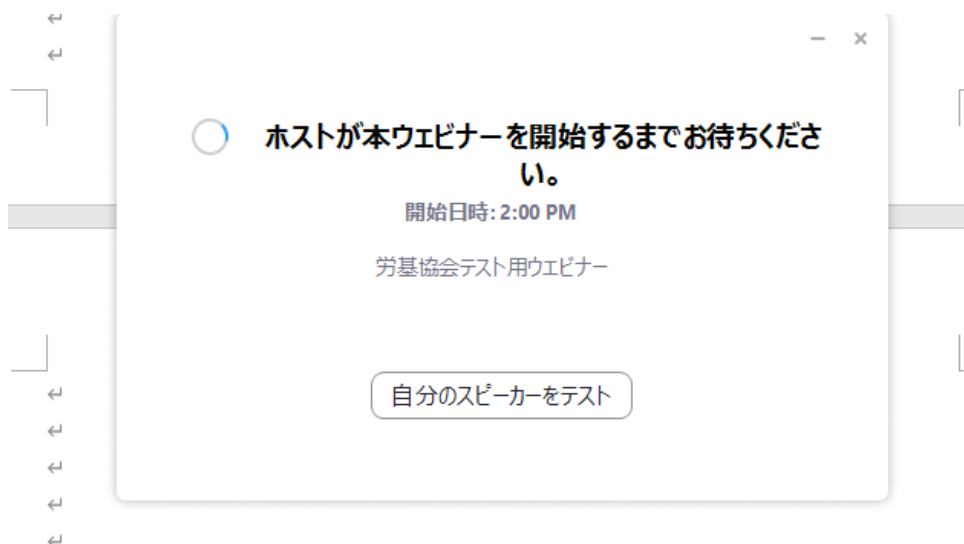 ホストが本ウェビナーを開始するまでお待ちくださ
い。
開始日時: 2:00 PM
労基協会テスト用ウエビナー
自分のスピーカーをテスト